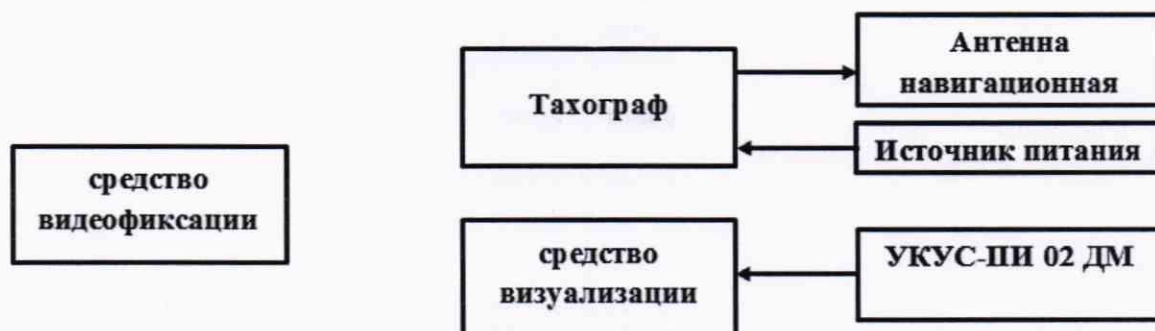 Антенна
навигационная
Тахограф
Источник питания
средство
видеофиксации
средство
визуализации
УКУС-ПИ 02 ДМ